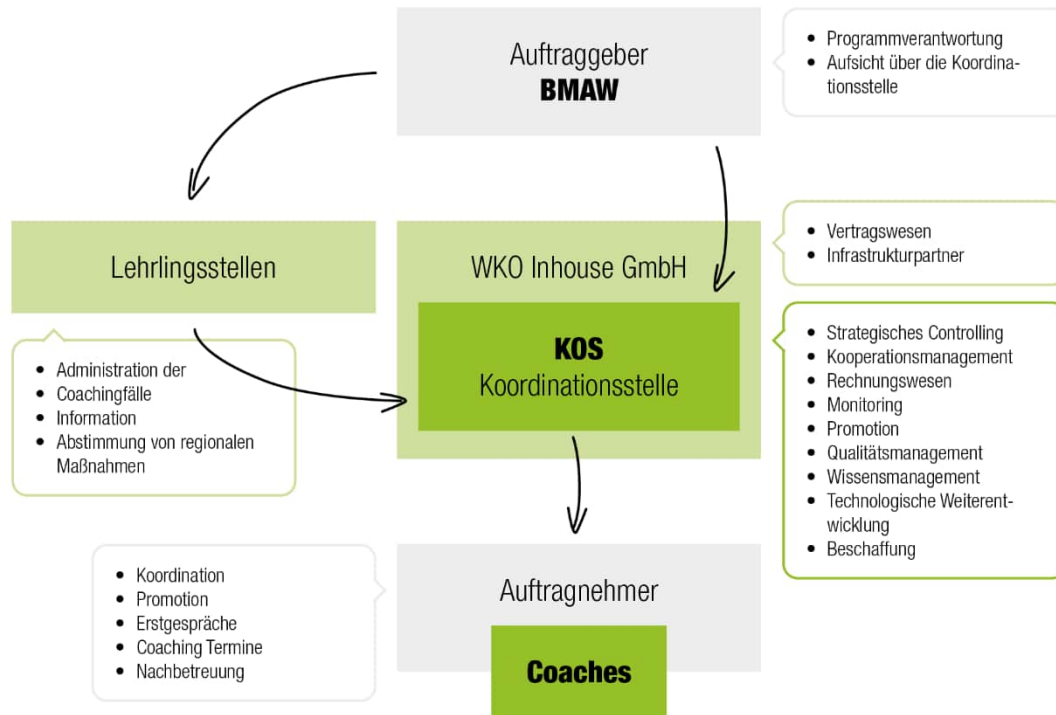 Auftraggeber
BMAW
• Programmverantwortung
• Aufsicht über die Koordina-
tionsstelle
Lehrlingsstellen
• Administration der
• Coachingfälle
• Information
• Abstimmung von regionalen
Maßnahmen
WKO Inhouse GmbH
KOS
Koordinationsstelle
• Vertragswesen
• Infrastrukturpartner
• Strategisches Controlling
• Kooperationsmanagement
• Rechnungswesen
• Monitoring
• Promotion
• Qualitätsmanagement
• Wissensmanagement
• Technologische Weiterent-
wicklung
• Beschaffung
• Koordination
• Promotion
• Erstgespräche
• Coaching Termine
• Nachbetreuung
Auftragnehmer
Coaches